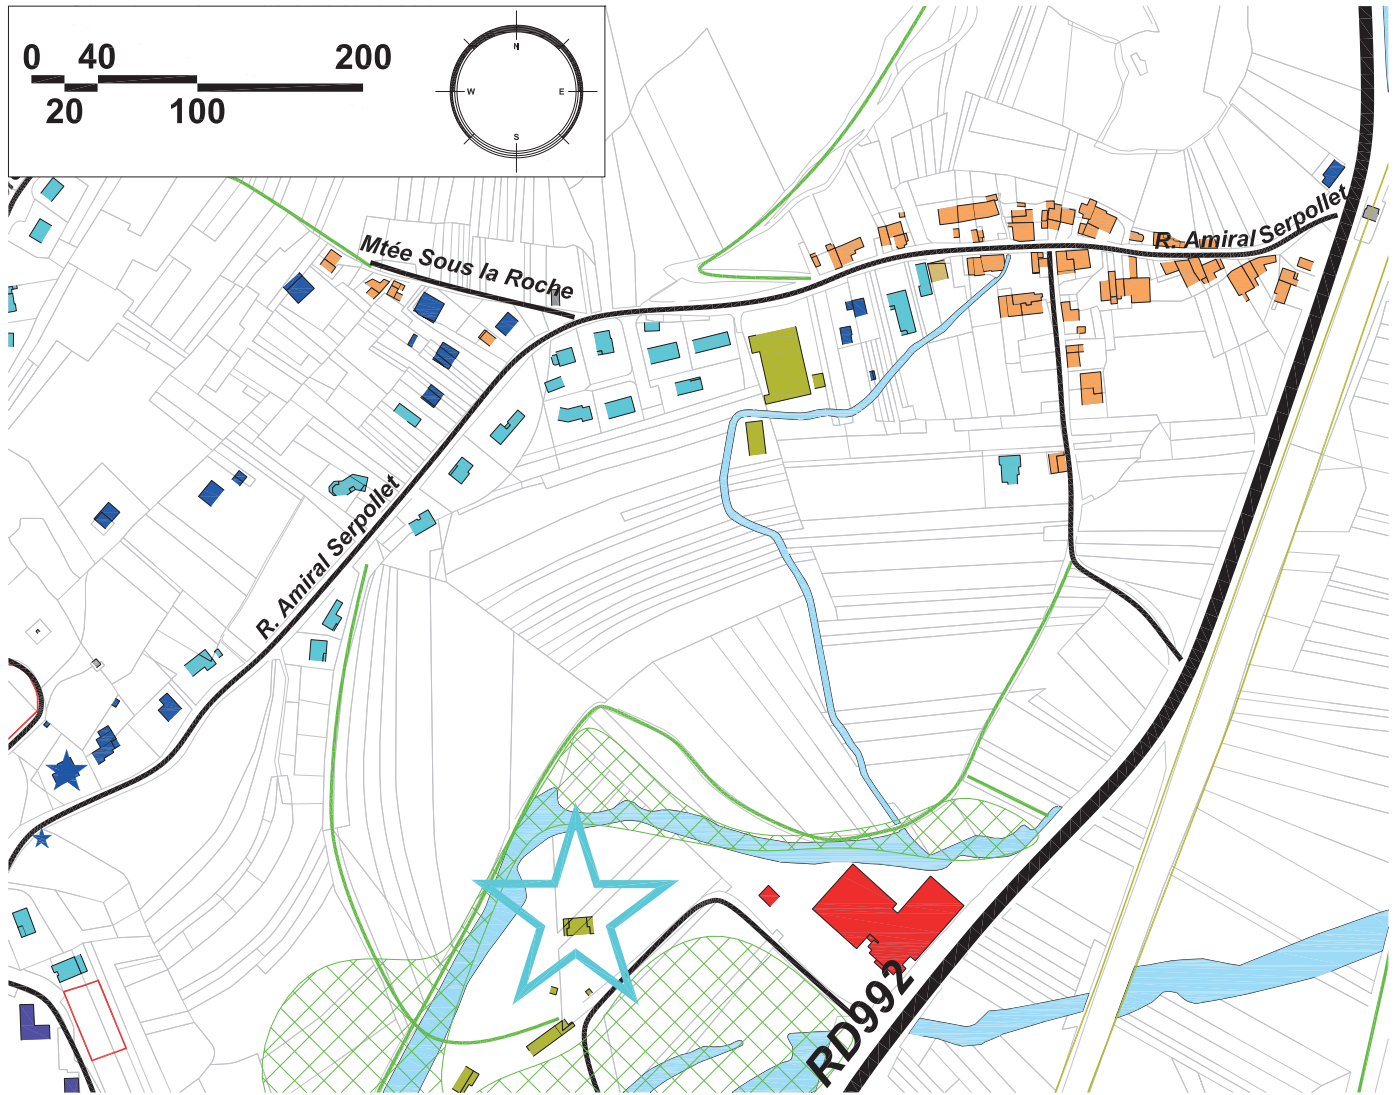 0 40 200
20 100
N
W E
S
Mtée Sous la Roche
R. Amiral Serpollet
R. Amiral Serpollet
RD992